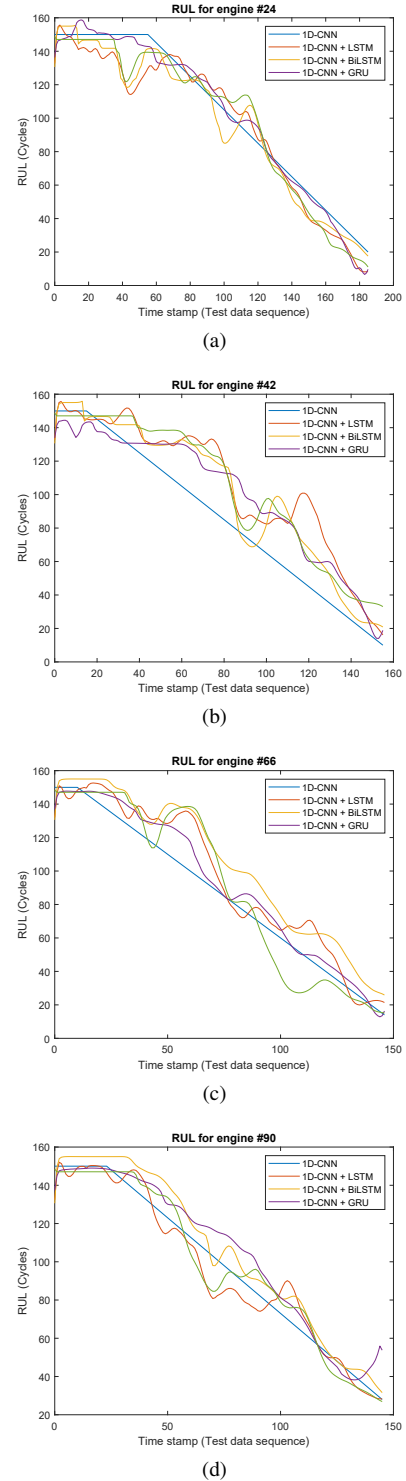 RUL for engine #24
160
140
120
100
80
60
40
20
0
RUL (Cycles)
1D-CNN
1D-CNN + LSTM
1D-CNN + BiLSTM
1D-CNN + GRU
0 20 40 60 80 100 120 140 160 180 200
Time stamp (Test data sequence)
(a)
RUL for engine #42
160
140
120
100
80
60
40
20
0
RUL (Cycles)
1D-CNN
1D-CNN + LSTM
1D-CNN + BiLSTM
1D-CNN + GRU
0 20 40 60 80 100 120 140 160
Time stamp (Test data sequence)
(b)
RUL for engine #66
160
140
120
100
80
60
40
20
0
RUL (Cycles)
1D-CNN
1D-CNN + LSTM
1D-CNN + BiLSTM
1D-CNN + GRU
0 50 100 150
Time stamp (Test data sequence)
(c)
RUL for engine #90
160
140
120
100
80
60
40
20
RUL (Cycles)
1D-CNN
1D-CNN + LSTM
1D-CNN + BiLSTM
1D-CNN + GRU
0 50 100 150
Time stamp (Test data sequence)
(d)